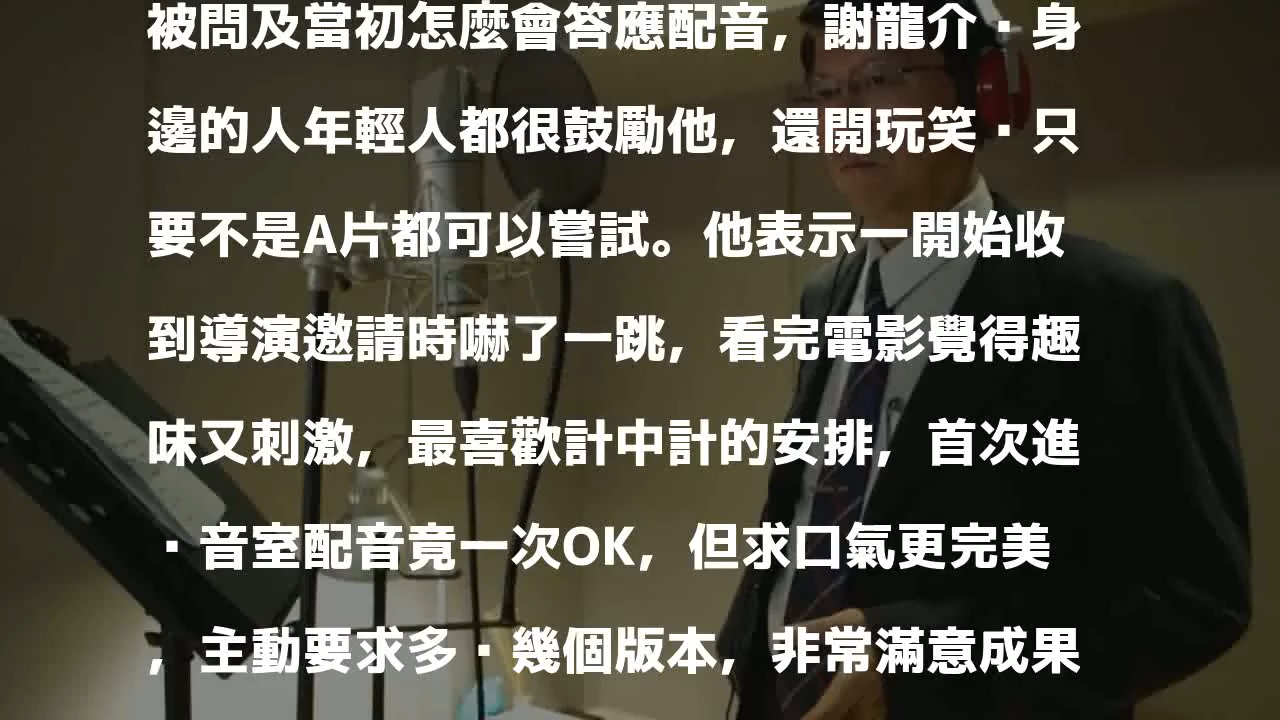 被問及當初怎麼會答應配音，謝龍介▪身
邊的人年輕人都很鼓勵他，還開玩笑▪只
要不是A片都可以嘗試。他表示一開始收
到導演邀請時嚇了一跳，看完電影覺得趣
味又刺激，最喜歡計中計的安排，首次進
▪音室配音竟一次OK，但求口氣更完美
，主動要求多▪幾個版本，非常滿意成果